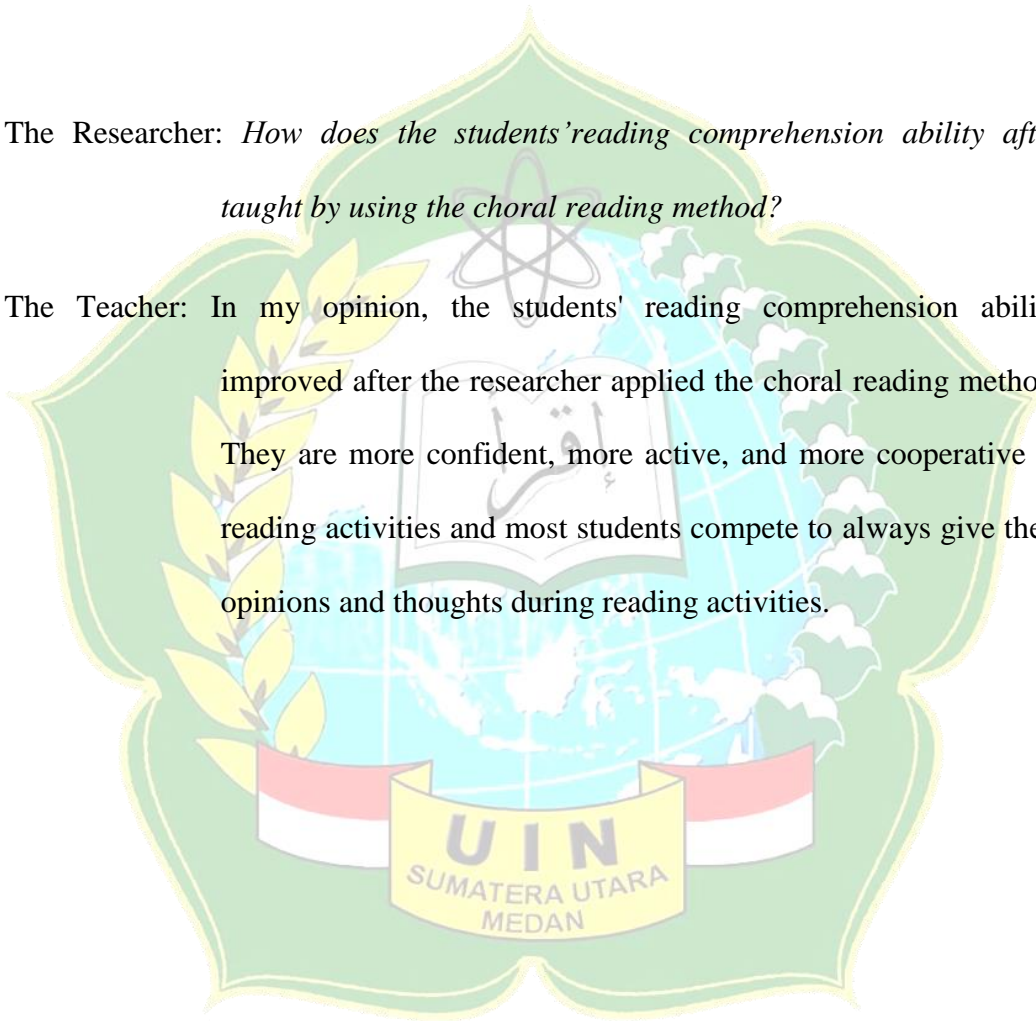 The Researcher: How does the students'reading comprehension ability aft
taught by using the choral reading method?
The Teacher: In my opinion, the students' reading comprehension abili
improved after the researcher applied the choral reading metho
They are more confident, more active, and more cooperative
reading activities and most students compete to always give the
opinions and thoughts during reading activities.
إقرأ
UIN
SUMATERA UTARA
MEDAN